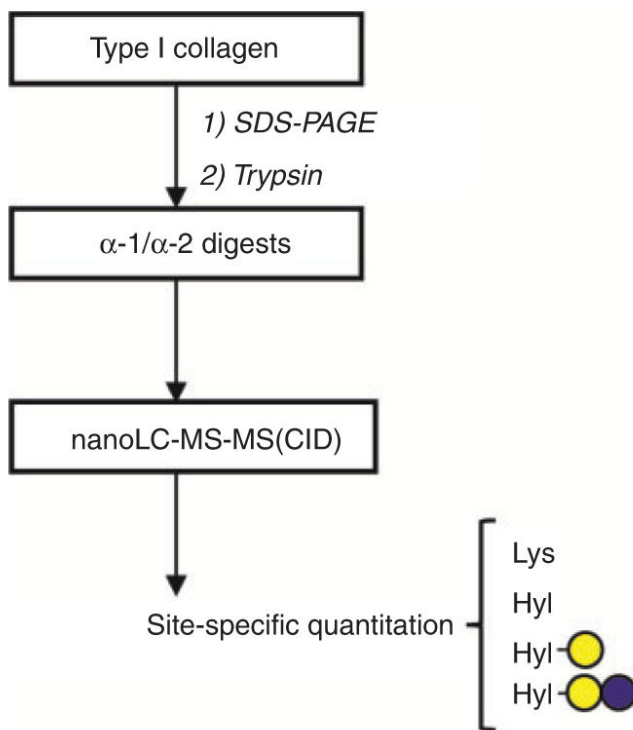 Type I collagen
1) SDS-PAGE
2) Trypsin
α-1/α-2 digests
nanoLC-MS-MS(CID)
Site-specific quantitation
Lys
Hyl
Hyl
Hyl